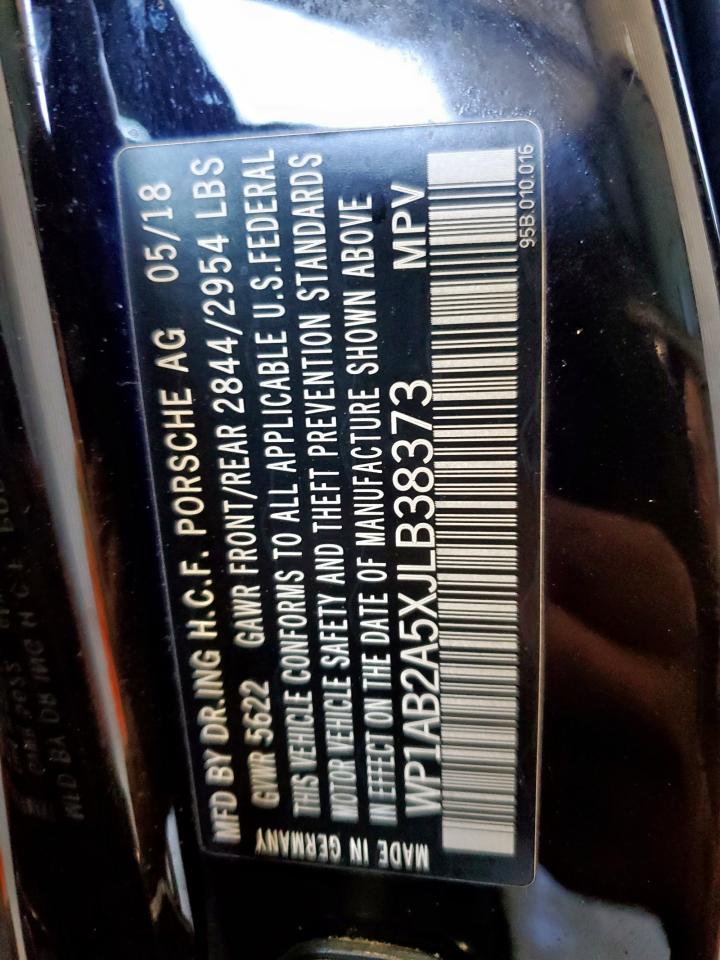 MFD BY DR.ING H.C.F. PORSCHE AG 05/18
GVWR 5622 GAWR FRONT/REAR 2844/2954 LBS
THIS VEHICLE CONFORMS TO ALL APPLICABLE U.S.FEDERAL
MOTOR VEHICLE SAFETY AND THEFT PREVENTION STANDARDS
IN EFFECT ON THE DATE OF MANUFACTURE SHOWN ABOVE
WP1AB2A5XJLB38373 MPV
95B.010.016
MADE IN GERMANY